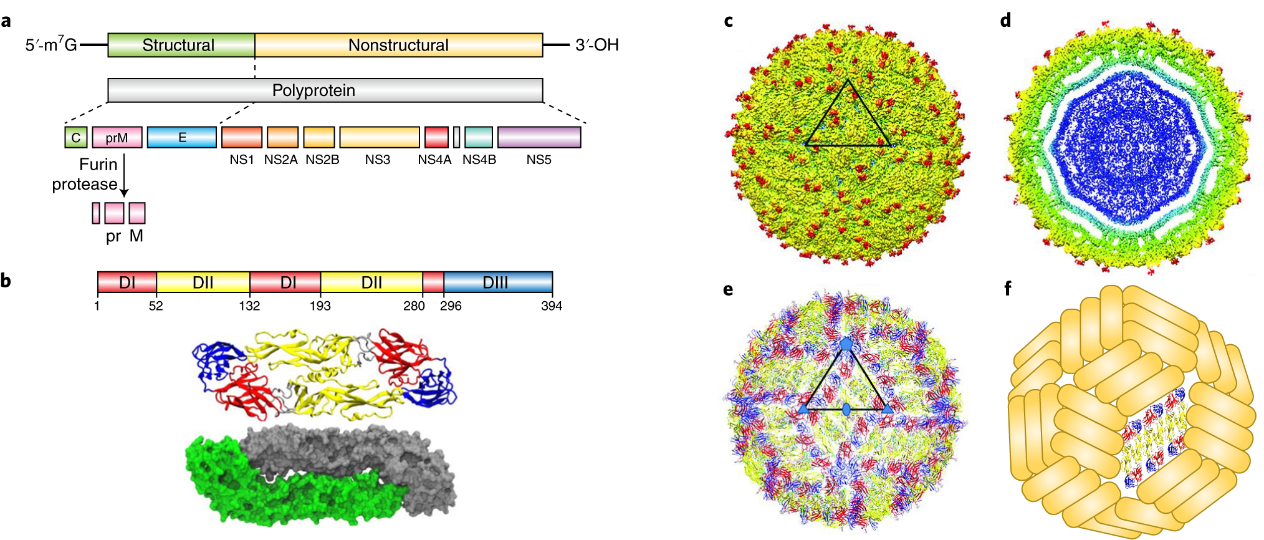 a
5′-m⁷G Structural Nonstructural 3′-OH
Polyprotein
C prM E
NS1 NS2A NS2B NS3 NS4A NS4B NS5
Furin
protease
pr M
b
DI DII DI DII DIII
1 52 132 193 280 296 394
c
d
e
f